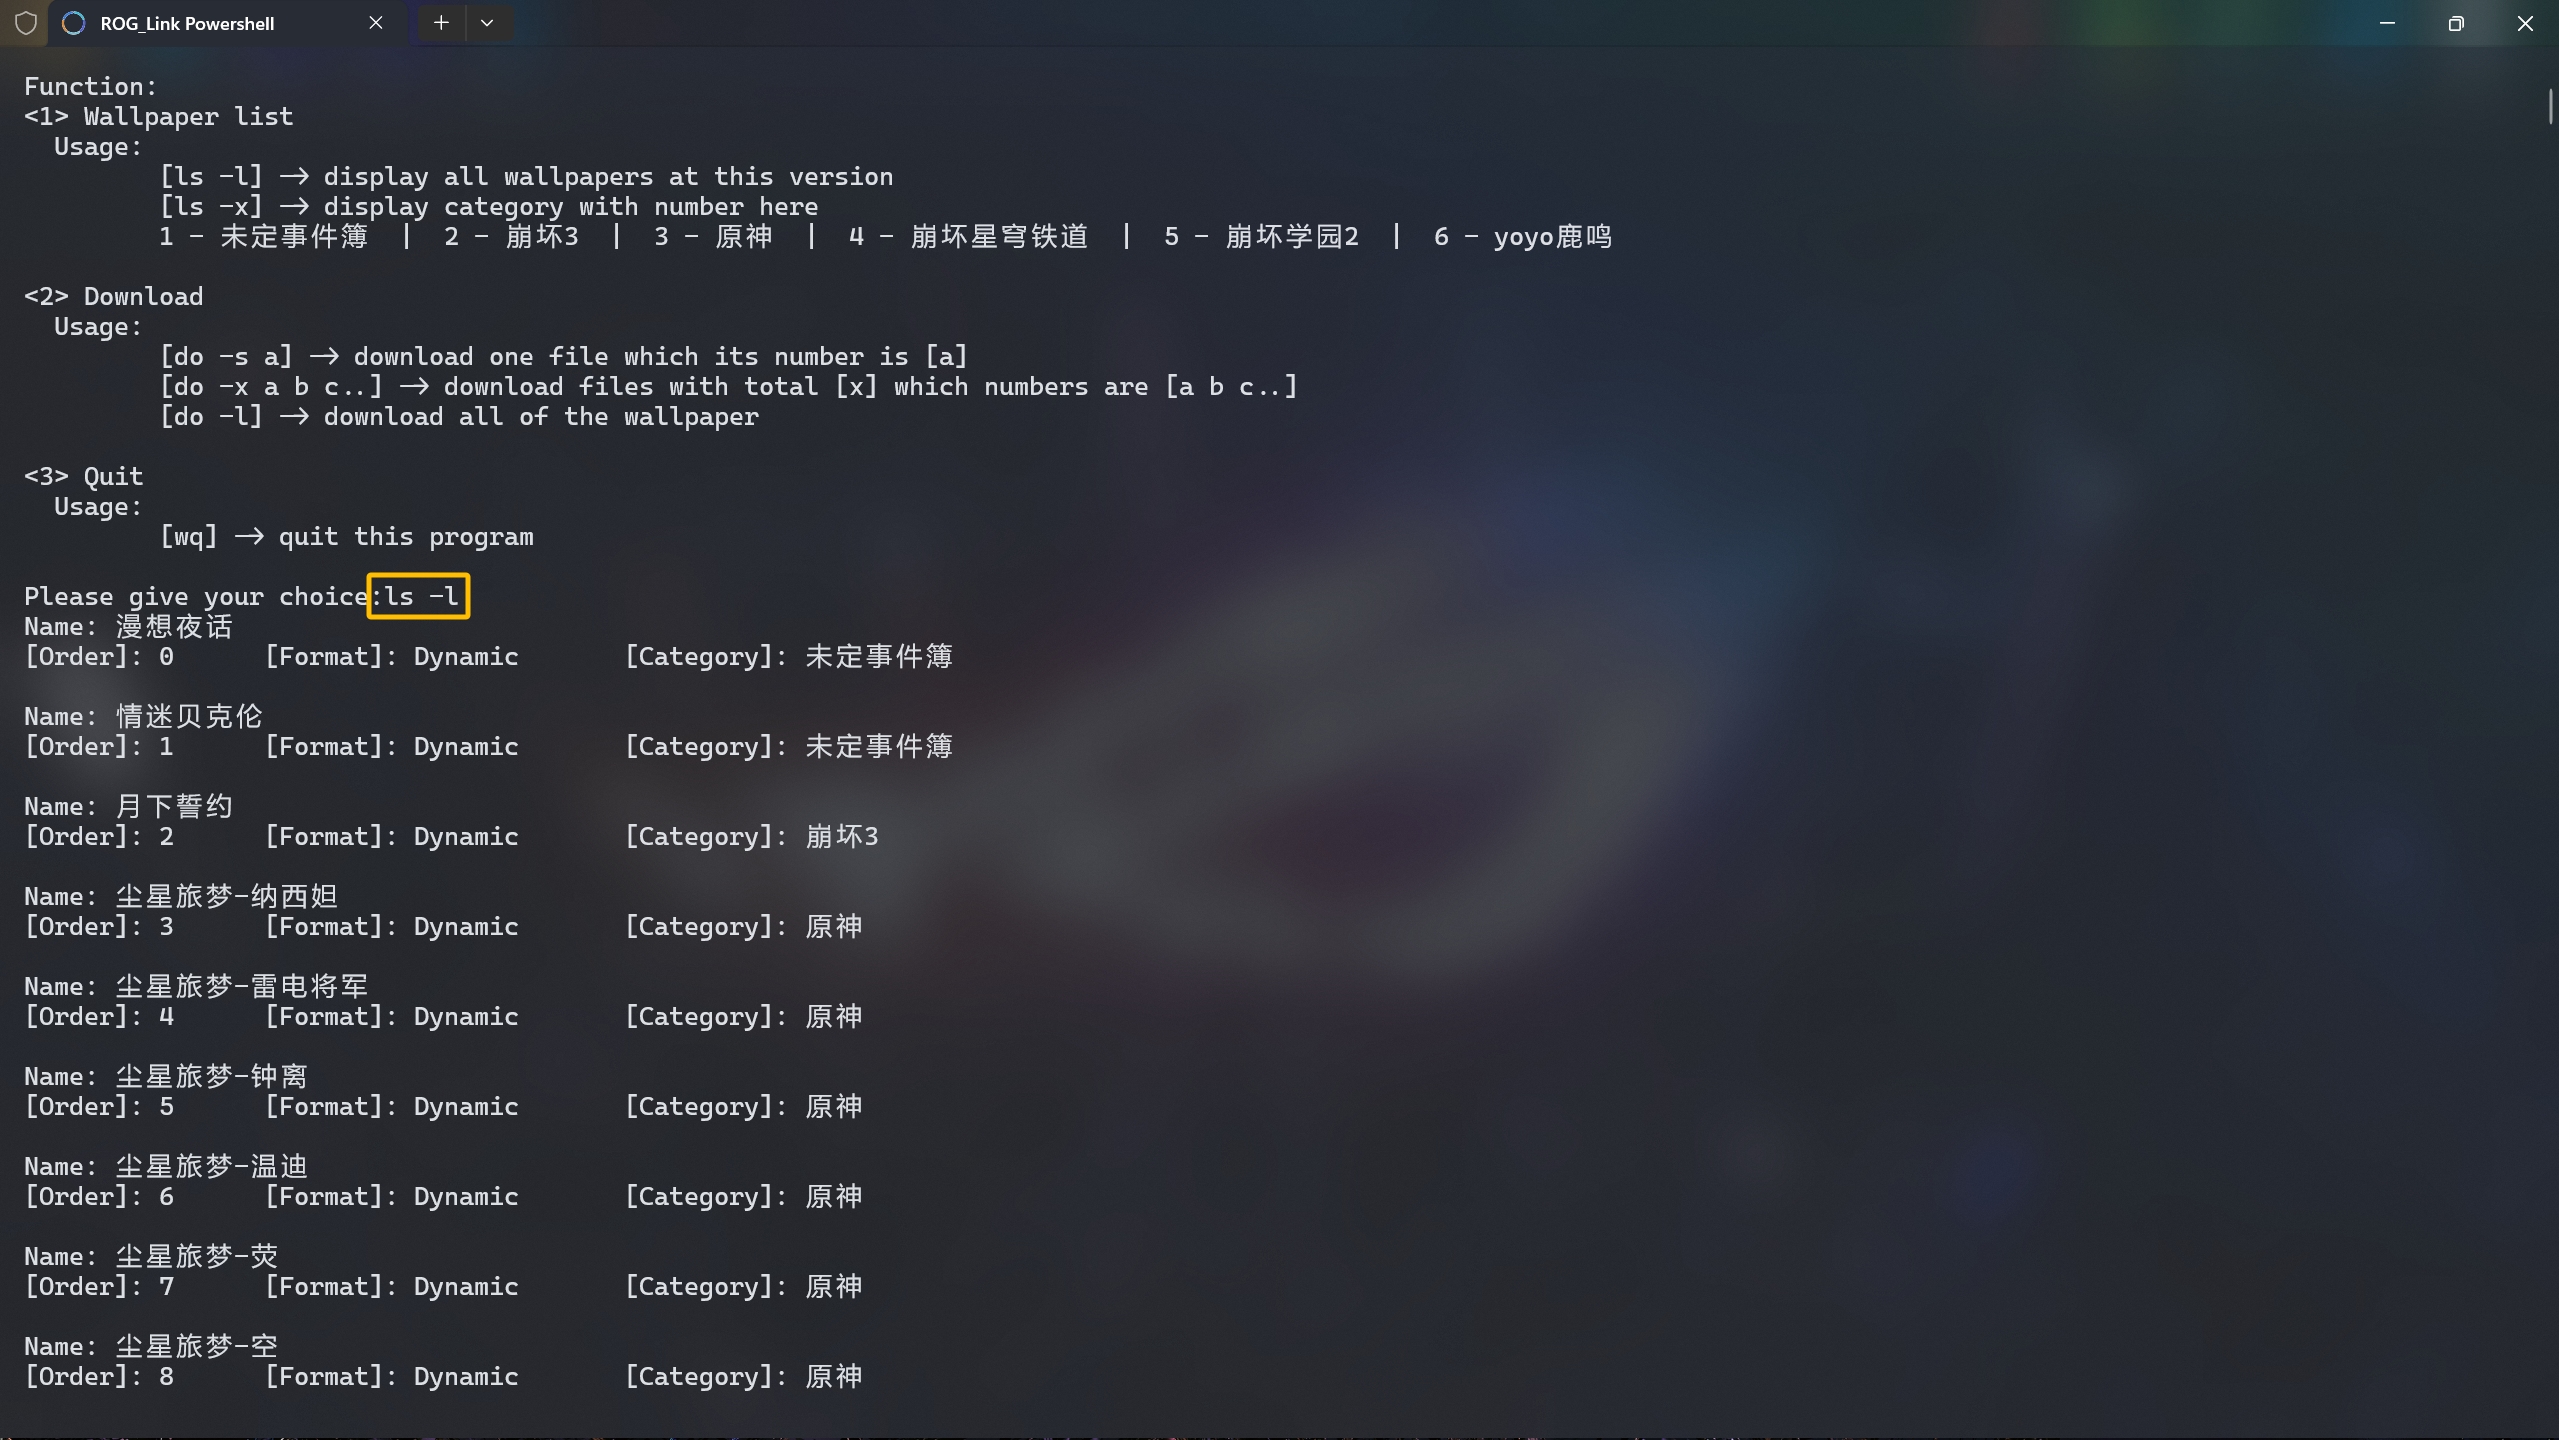 ROG_Link Powershell
Function:
<1> Wallpaper list
Usage:
[ls -l] -> display all wallpapers at this version
[ls -x] -> display category with number here
1 - 未定事件簿 | 2 - 崩坏3 | 3 - 原神 | 4 - 崩坏星穹铁道 | 5 - 崩坏学园2 | 6 - yoyo鹿鸣
<2> Download
Usage:
[do -s a] -> download one file which its number is [a]
[do -x a b c..] -> download files with total [x] which numbers are [a b c..]
[do -l] -> download all of the wallpaper
<3> Quit
Usage:
[wq] -> quit this program
Please give your choice:ls -l
Name: 漫想夜话
[Order]: 0 [Format]: Dynamic [Category]: 未定事件簿
Name: 情迷贝克伦
[Order]: 1 [Format]: Dynamic [Category]: 未定事件簿
Name: 月下誓约
[Order]: 2 [Format]: Dynamic [Category]: 崩坏3
Name: 尘星旅梦-纳西妲
[Order]: 3 [Format]: Dynamic [Category]: 原神
Name: 尘星旅梦-雷电将军
[Order]: 4 [Format]: Dynamic [Category]: 原神
Name: 尘星旅梦-钟离
[Order]: 5 [Format]: Dynamic [Category]: 原神
Name: 尘星旅梦-温迪
[Order]: 6 [Format]: Dynamic [Category]: 原神
Name: 尘星旅梦-荧
[Order]: 7 [Format]: Dynamic [Category]: 原神
Name: 尘星旅梦-空
[Order]: 8 [Format]: Dynamic [Category]: 原神